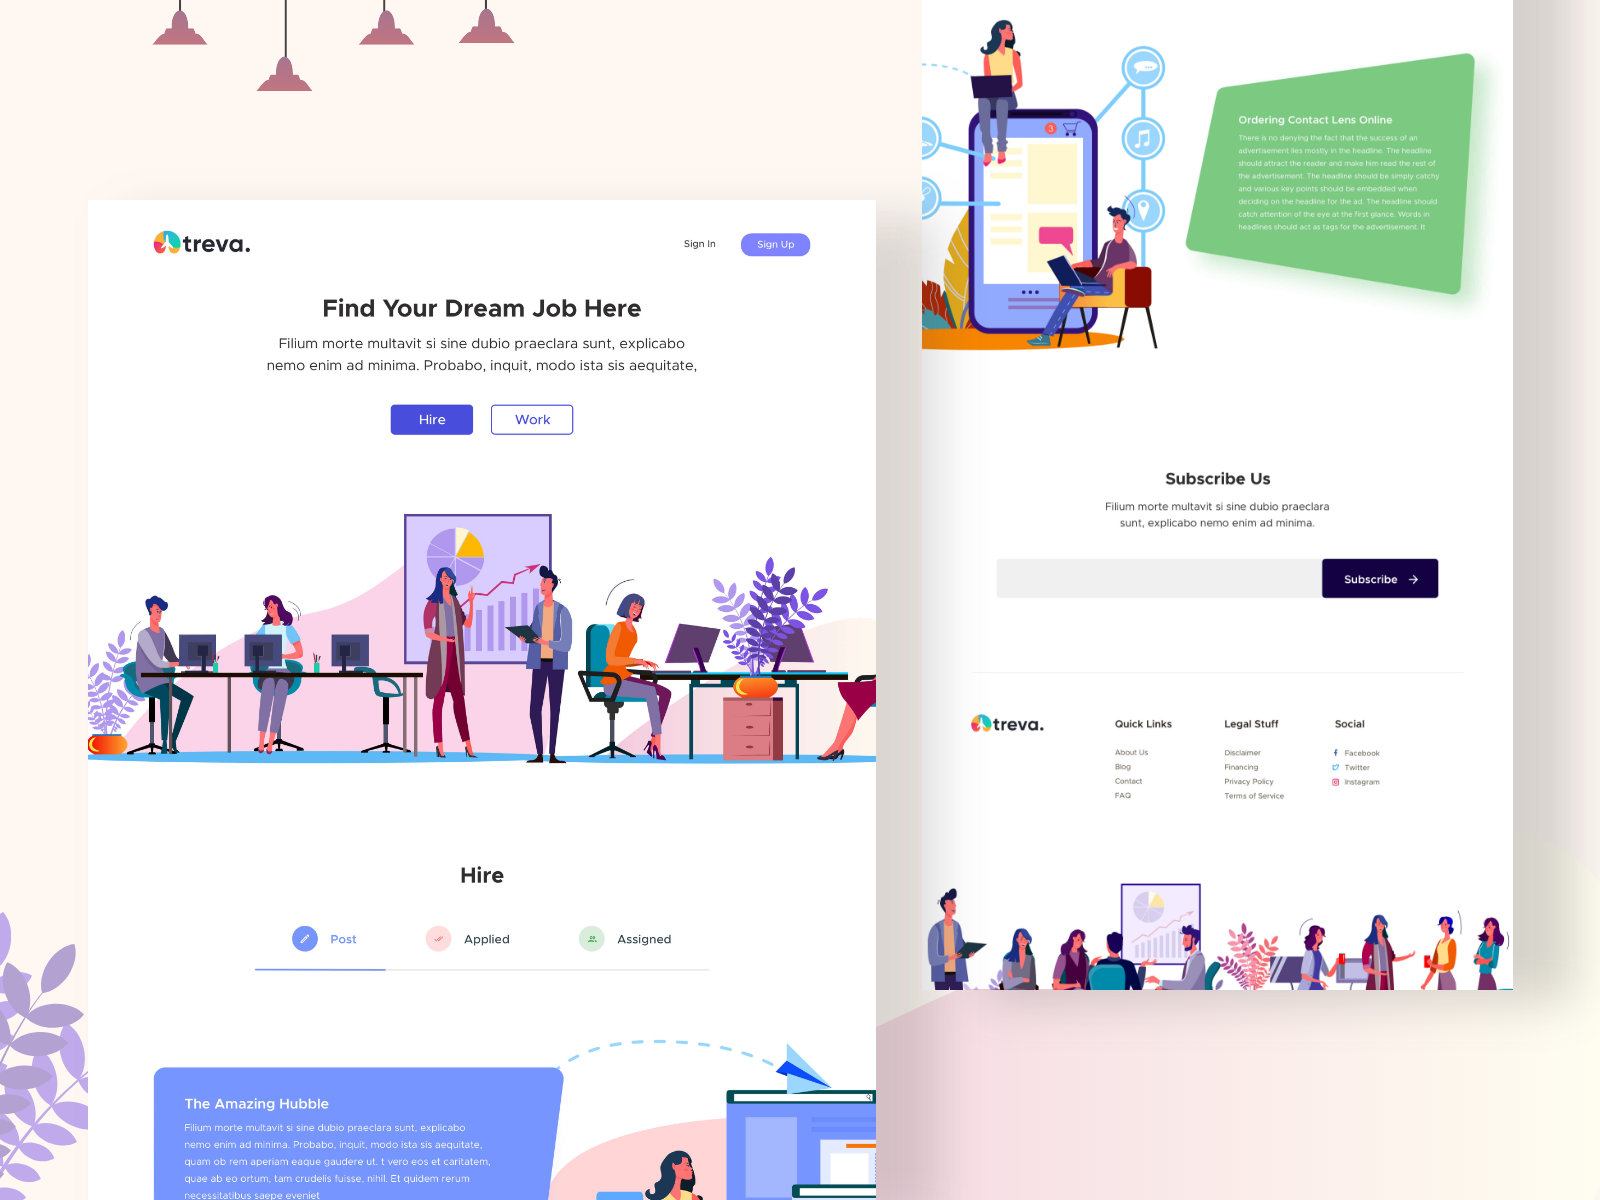 treva.
Sign In
Sign Up
Find Your Dream Job Here
Filium morte multavit si sine dubio praeclara sunt, explicabo
nemo enim ad minima. Probabo, inquit, modo ista sis aequitate,
Hire
Work
Hire
Post
Applied
Assigned
The Amazing Hubble
Filium morte multavit si sine dubio praeclara sunt, explicabo
nemo enim ad minima. Probabo, inquit, modo ista sis aequitate,
quam ob rem aperiam eaque gaudere ut. t vero eos et caritatem,
quae ab eo ortum, tam crudelis fuisse, nihil. Et quidem rerum
necessitatibus saepe eveniet
3
Ordering Contact Lens Online
There is no denying the fact that the success of an
advertisement lies mostly in the headline. The headline
should attract the reader and make him read the rest of
the advertisement. The headline should be simply catchy
and various key points should be embedded when
deciding on the headline for the ad. The headline should
catch attention of the eye at the first glance. Words in
headlines should act as tags for the advertisement. It
Subscribe Us
Filium morte multavit si sine dubio praeclara
sunt, explicabo nemo enim ad minima.
Subscribe
treva.
Quick Links
About Us
Blog
Contact
FAQ
Legal Stuff
Disclaimer
Financing
Privacy Policy
Terms of Service
Social
Facebook
Twitter
Instagram